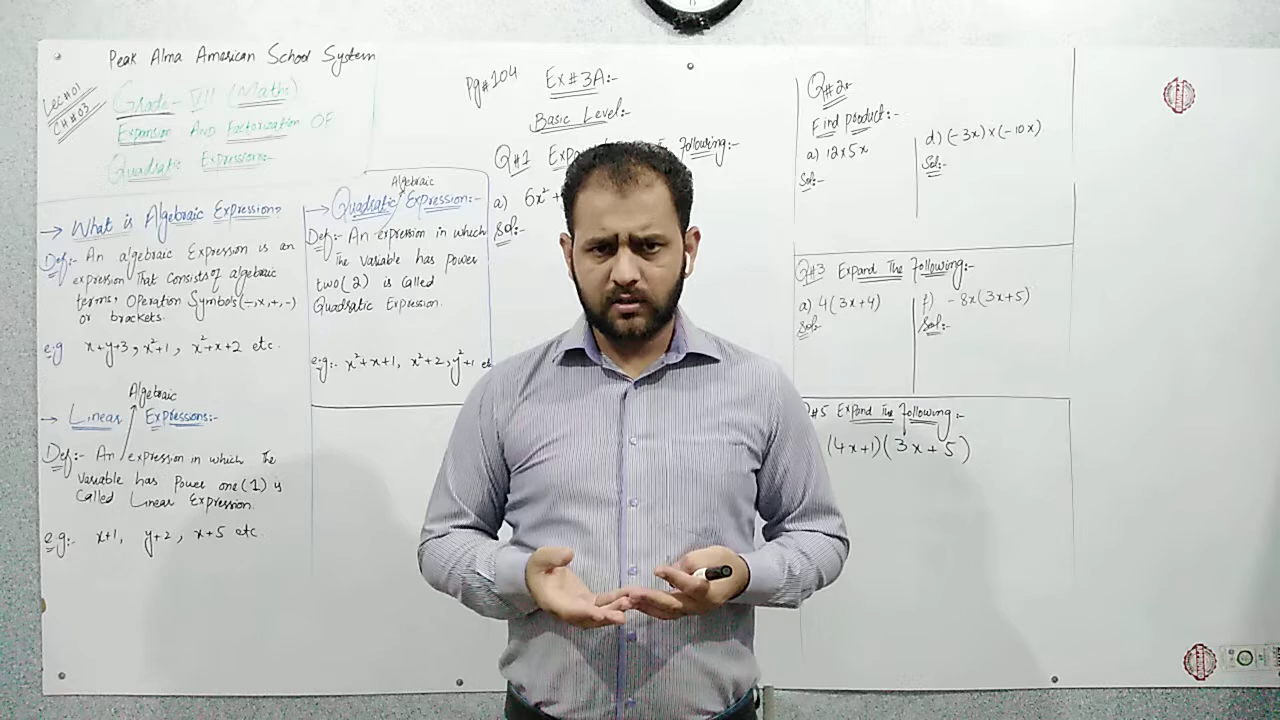 Peak Alma American School System
Lec#01
CH#03
Grade- VII (Maths)
Expansion AND Factorization OF
Quadratic Expression:-
→ What is Algebraic Expression?
Def:- An algebraic Expression is an
expression That consists of algebraic
terms, Operation Symbols(-,x,+,÷)
or brackets.
e.g x+y+3, x²+1, x²+x+2 etc.
Algebraic
→ Linear Expressions:-
Def:- An expression in which The
Variable has Power one(1) is
Called Linear Expression.
e.g:- x+1, y+2, x+5 etc
Algebraic
→ Quadratic Expression:-
Def:- An expression in which
The Variable has power
two(2) is Called
Quadratic Expression.
e.g:- x²+x+1, x²+2, y²+1
Pg#104 Ex#3A:-
Basic Level:-
Q#1 Following:-
a) 6x²+
Sol:-
Q#2:-
Find product:-
a) 12x5x
Sol:-
d) (-3x)x(-10x)
Sol:-
Q#3 Expand The Following:-
a) 4(3x+4)
Sol:-
f) -8x(3x+5)
Sol:-
#5 Expand The Following:-
(4x+1)(3x+5)